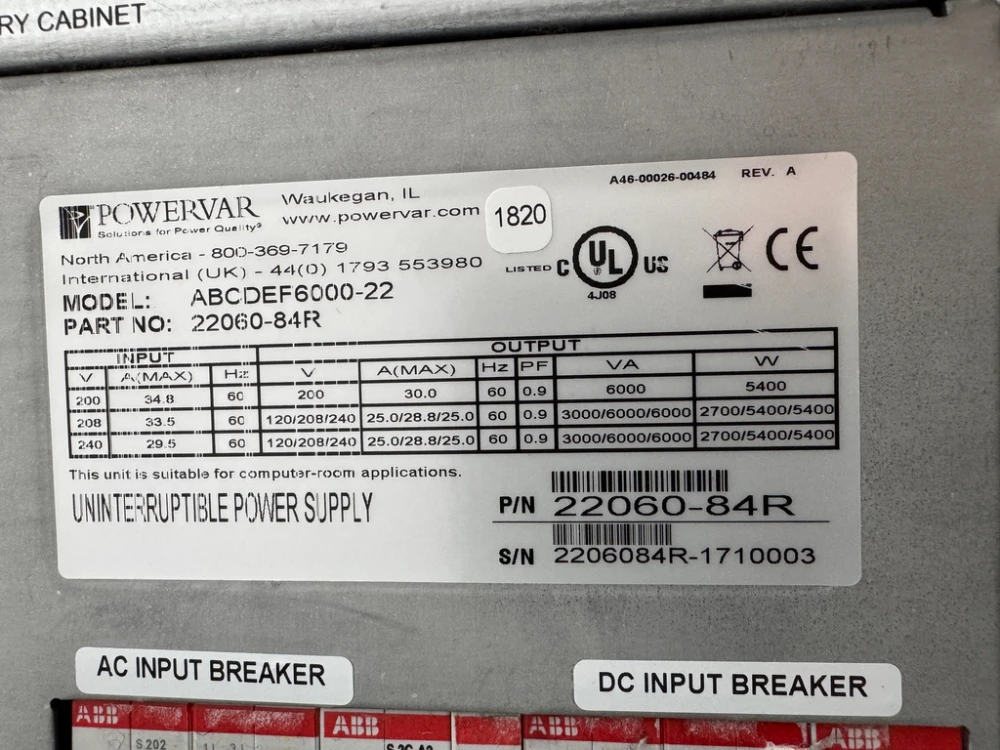 RY CABINET
A46-00026-00484 REV. A
POWERVAR
Solutions for Power Quality®
Waukegan, IL
www.powervar.com
1820
North America - 800-369-7179
International (UK) - 44(0) 1793 553980
LISTED C UL US
4J08
CE
MODEL: ABCDEF6000-22
PART NO: 22060-84R
INPUT OUTPUT
V A(MAX) Hz V A(MAX) Hz PF VA W
200 34.8 60 200 30.0 60 0.9 6000 5400
208 33.5 60 120/208/240 25.0/28.8/25.0 60 0.9 3000/6000/6000 2700/5400/5400
240 29.5 60 120/208/240 25.0/28.8/25.0 60 0.9 3000/6000/6000 2700/5400/5400
This unit is suitable for computer-room applications.
UNINTERRUPTIBLE POWER SUPPLY
P/N 22060-84R
S/N 2206084R-1710003
AC INPUT BREAKER
DC INPUT BREAKER
ABB ABB ABB ABB
S 202